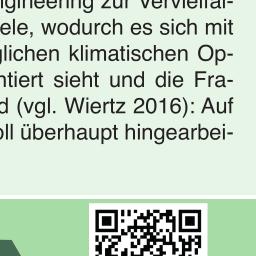 ngineering zur Vervielfäl-
ele, wodurch es sich mit
glichen klimatischen Op-
ntiert sieht und die Fra-
d (vgl. Wiertz 2016): Auf
oll überhaupt hingearbei-